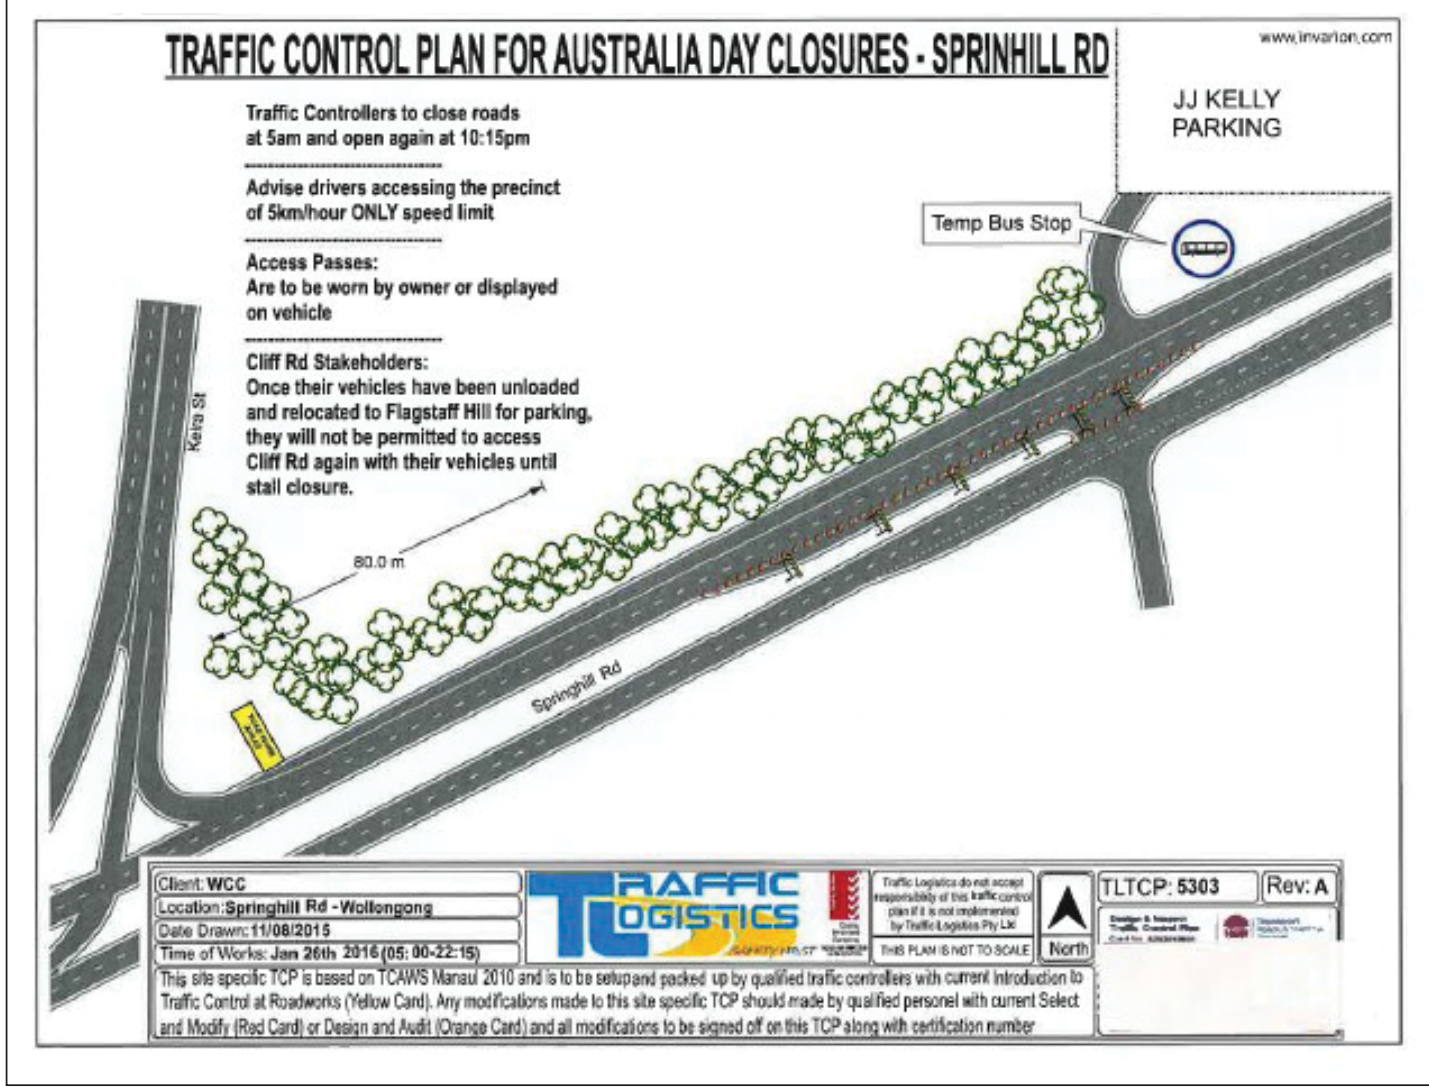 TRAFFIC CONTROL PLAN FOR AUSTRALIA DAY CLOSURES - SPRINHILL RD
www.invarion.com
JJ KELLY
PARKING
Traffic Controllers to close roads
at 5am and open again at 10:15pm
Advise drivers accessing the precinct
of 5km/hour ONLY speed limit
Access Passes:
Are to be worn by owner or displayed
on vehicle
Cliff Rd Stakeholders:
Once their vehicles have been unloaded
and relocated to Flagstaff Hill for parking,
they will not be permitted to access
Cliff Rd again with their vehicles until
stall closure.
Temp Bus Stop
Keira St
80.0 m
Springhill Rd
Client: WCC
Location:Springhill Rd -Wollongong
Date Drawn: 11/08/2015
Time of Works: Jan 26th 2016 (05: 00-22:15)
TRAFFIC
LOGISTICS
Traffic Logistics do not accept
responsibility of this traffic control
plan if it is not implemented
by Traffic Logistics Pty Ltd
THIS PLAN IS NOT TO SCALE
North
TLTCP: 5303
Rev: A
Design & Inspect
Traffic Control Plan
This site specific TCP is based on TCAWS Manaul 2010 and is to be setupand packed up by qualified traffic controllers with current Introduction to
Traffic Control at Roadworks (Yellow Card). Any modifications made to this site specific TCP should made by qualified personel with current Select
and Modify (Red Card) or Design and Audit (Orange Card) and all modifications to be signed off on this TCP along with certification number